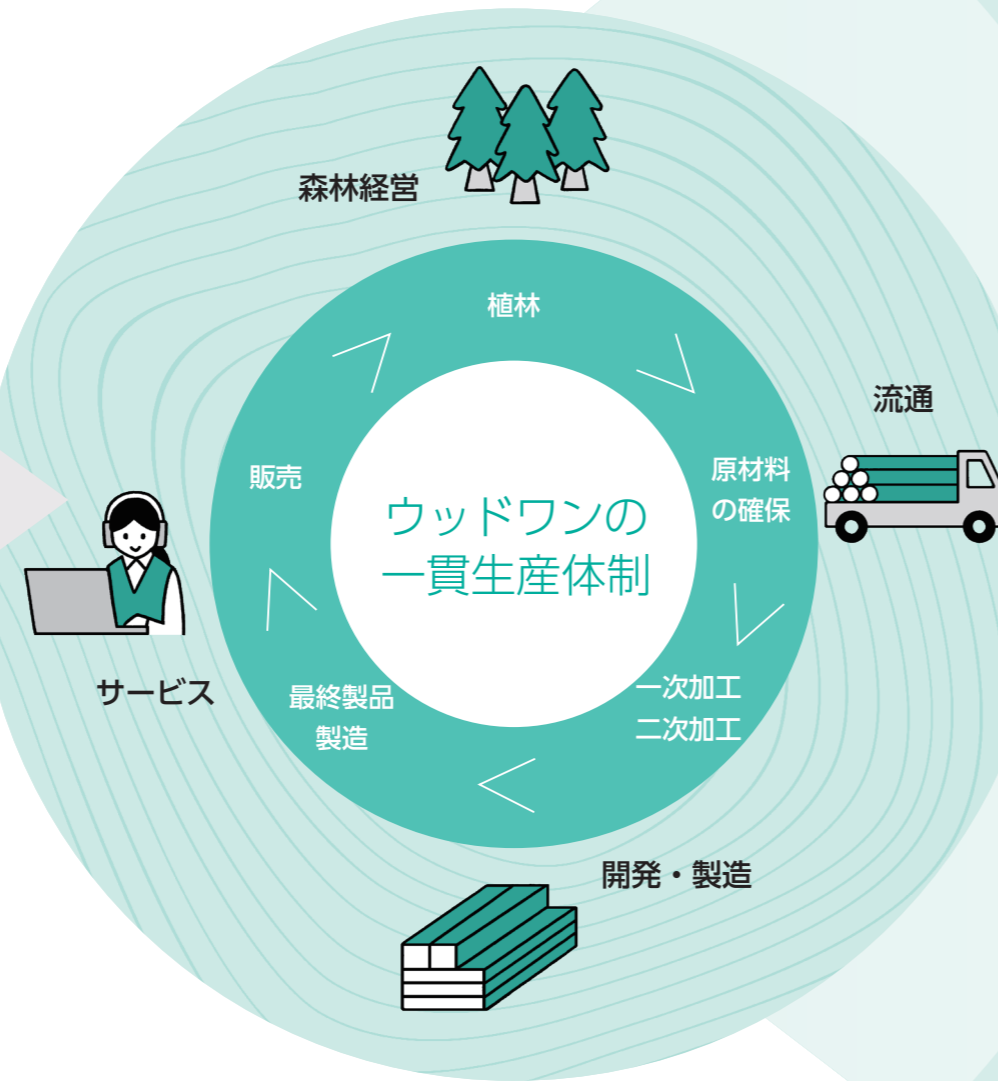 森林経営
植林
流通
原材料
の確保
販売
ウッドワンの
一貫生産体制
一次加工
二次加工
最終製品
製造
サービス
開発・製造